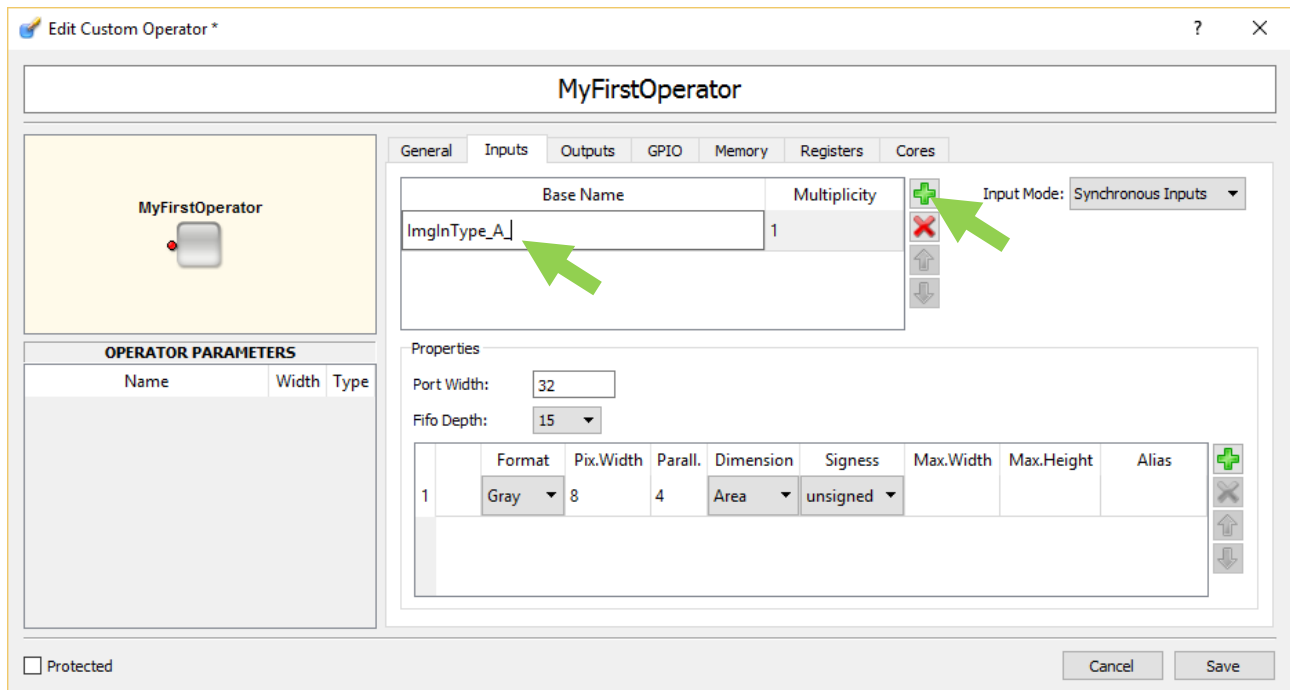 Edit Custom Operator * ? ×
MyFirstOperator
General Inputs Outputs GPIO Memory Registers Cores
MyFirstOperator
Base Name Multiplicity
ImgInType_A_ 1
Input Mode: Synchronous Inputs
OPERATOR PARAMETERS
Name Width Type
Properties
Port Width: 32
Fifo Depth: 15
Format Pix.Width Parall. Dimension Signess Max.Width Max.Height Alias
1 Gray 8 4 Area unsigned
Protected
Cancel Save